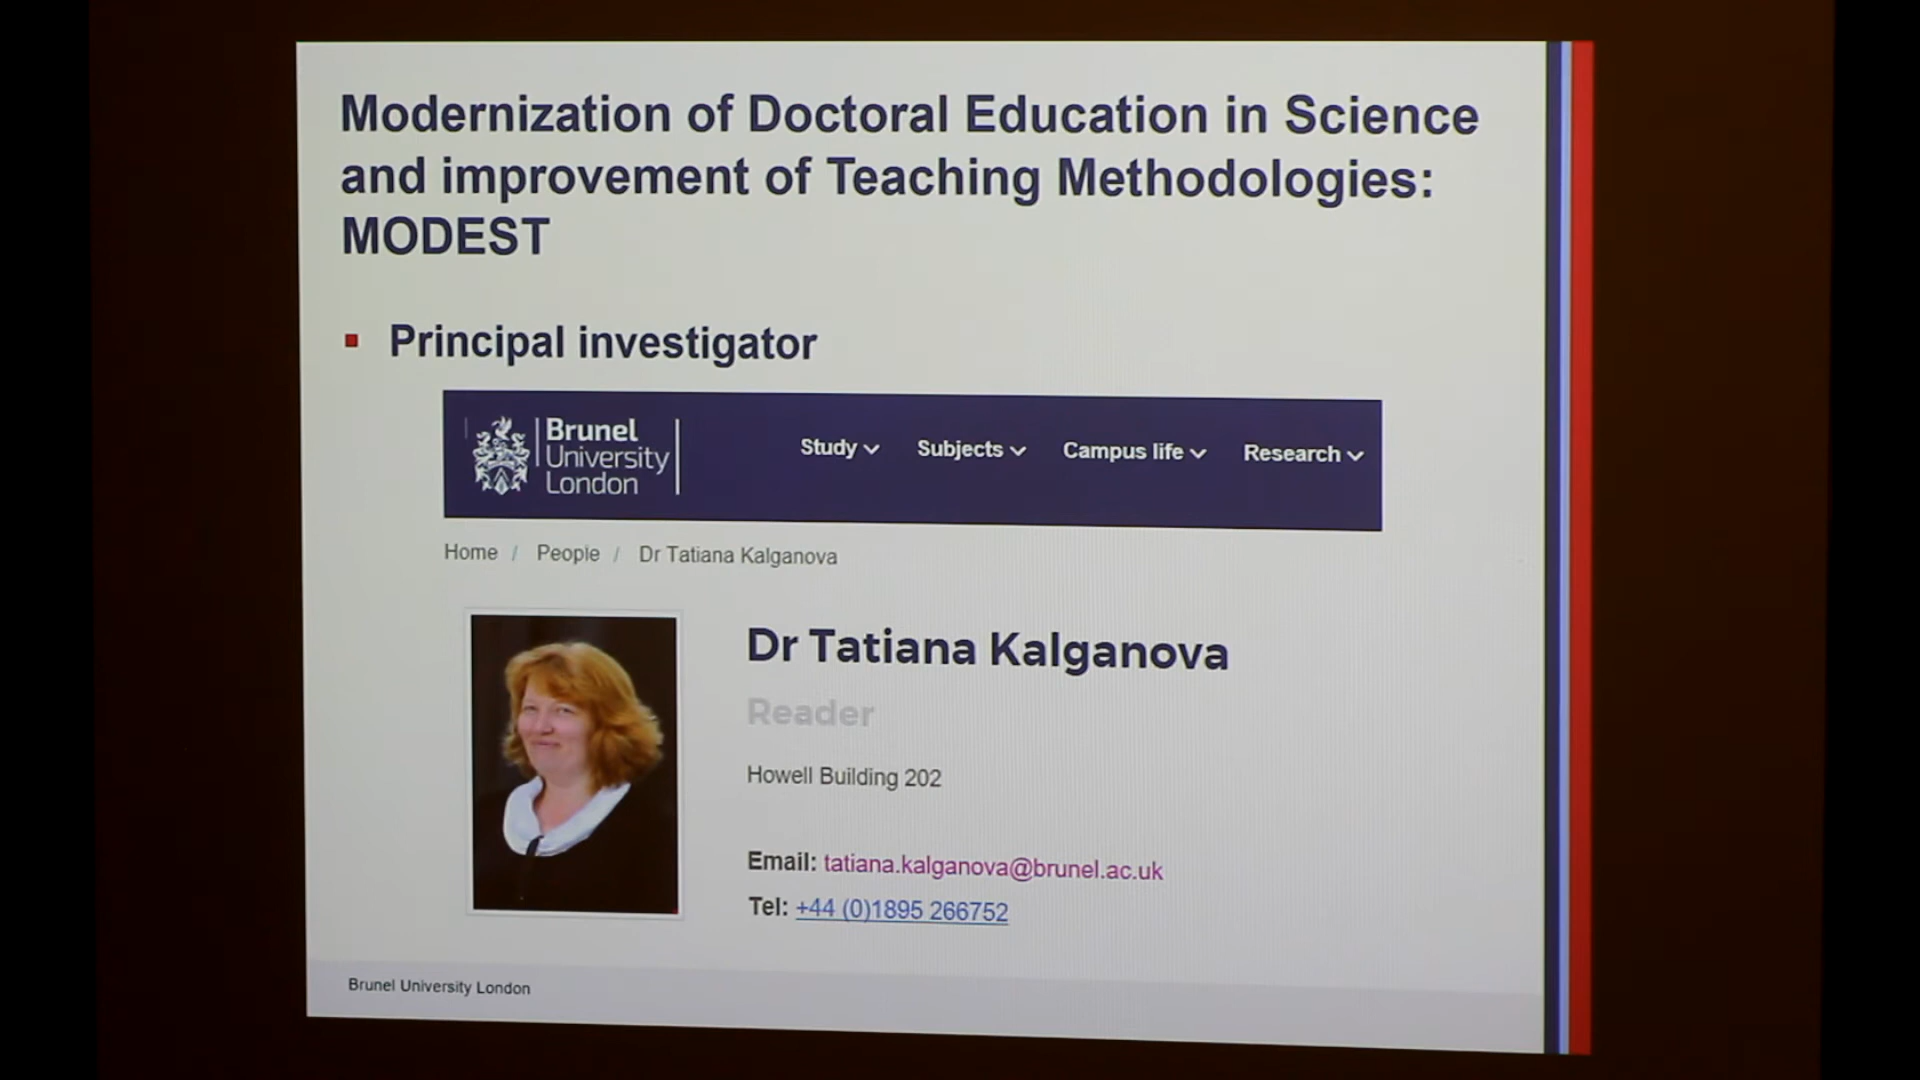 Modernization of Doctoral Education in Science
and improvement of Teaching Methodologies:
MODEST
Principal investigator
Brunel
University
London
Study
Subjects
Campus life
Research
Home / People / Dr Tatiana Kalganova
Dr Tatiana Kalganova
Reader
Howell Building 202
Email: tatiana.kalganova@brunel.ac.uk
Tel: +44 (0)1895 266752
Brunel University London